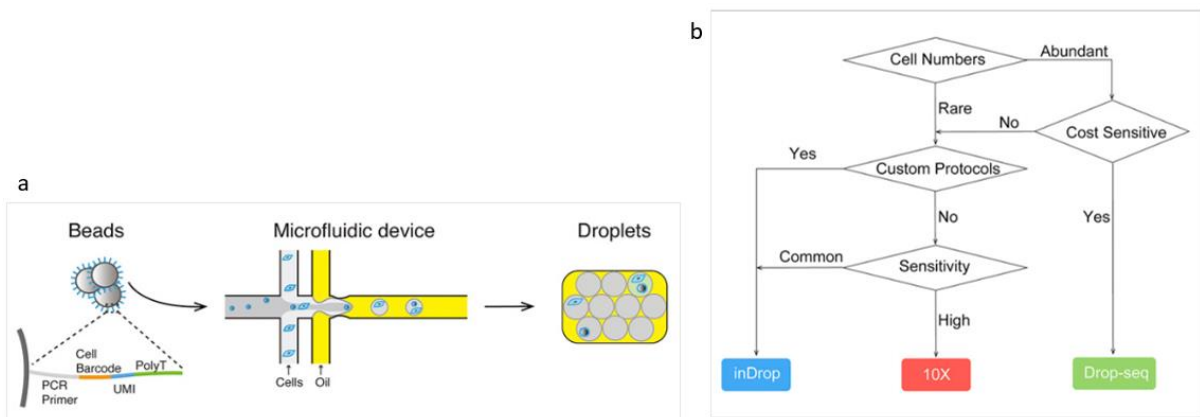 a
Beads
Microfluidic device
Droplets
PCR
Primer
Cell
Barcode
UMI
PolyT
Cells
Oil
b
Cell Numbers
Abundant
Rare
No
Cost Sensitive
Yes
Custom Protocols
No
Yes
Common
Sensitivity
High
inDrop
10X
Drop-seq